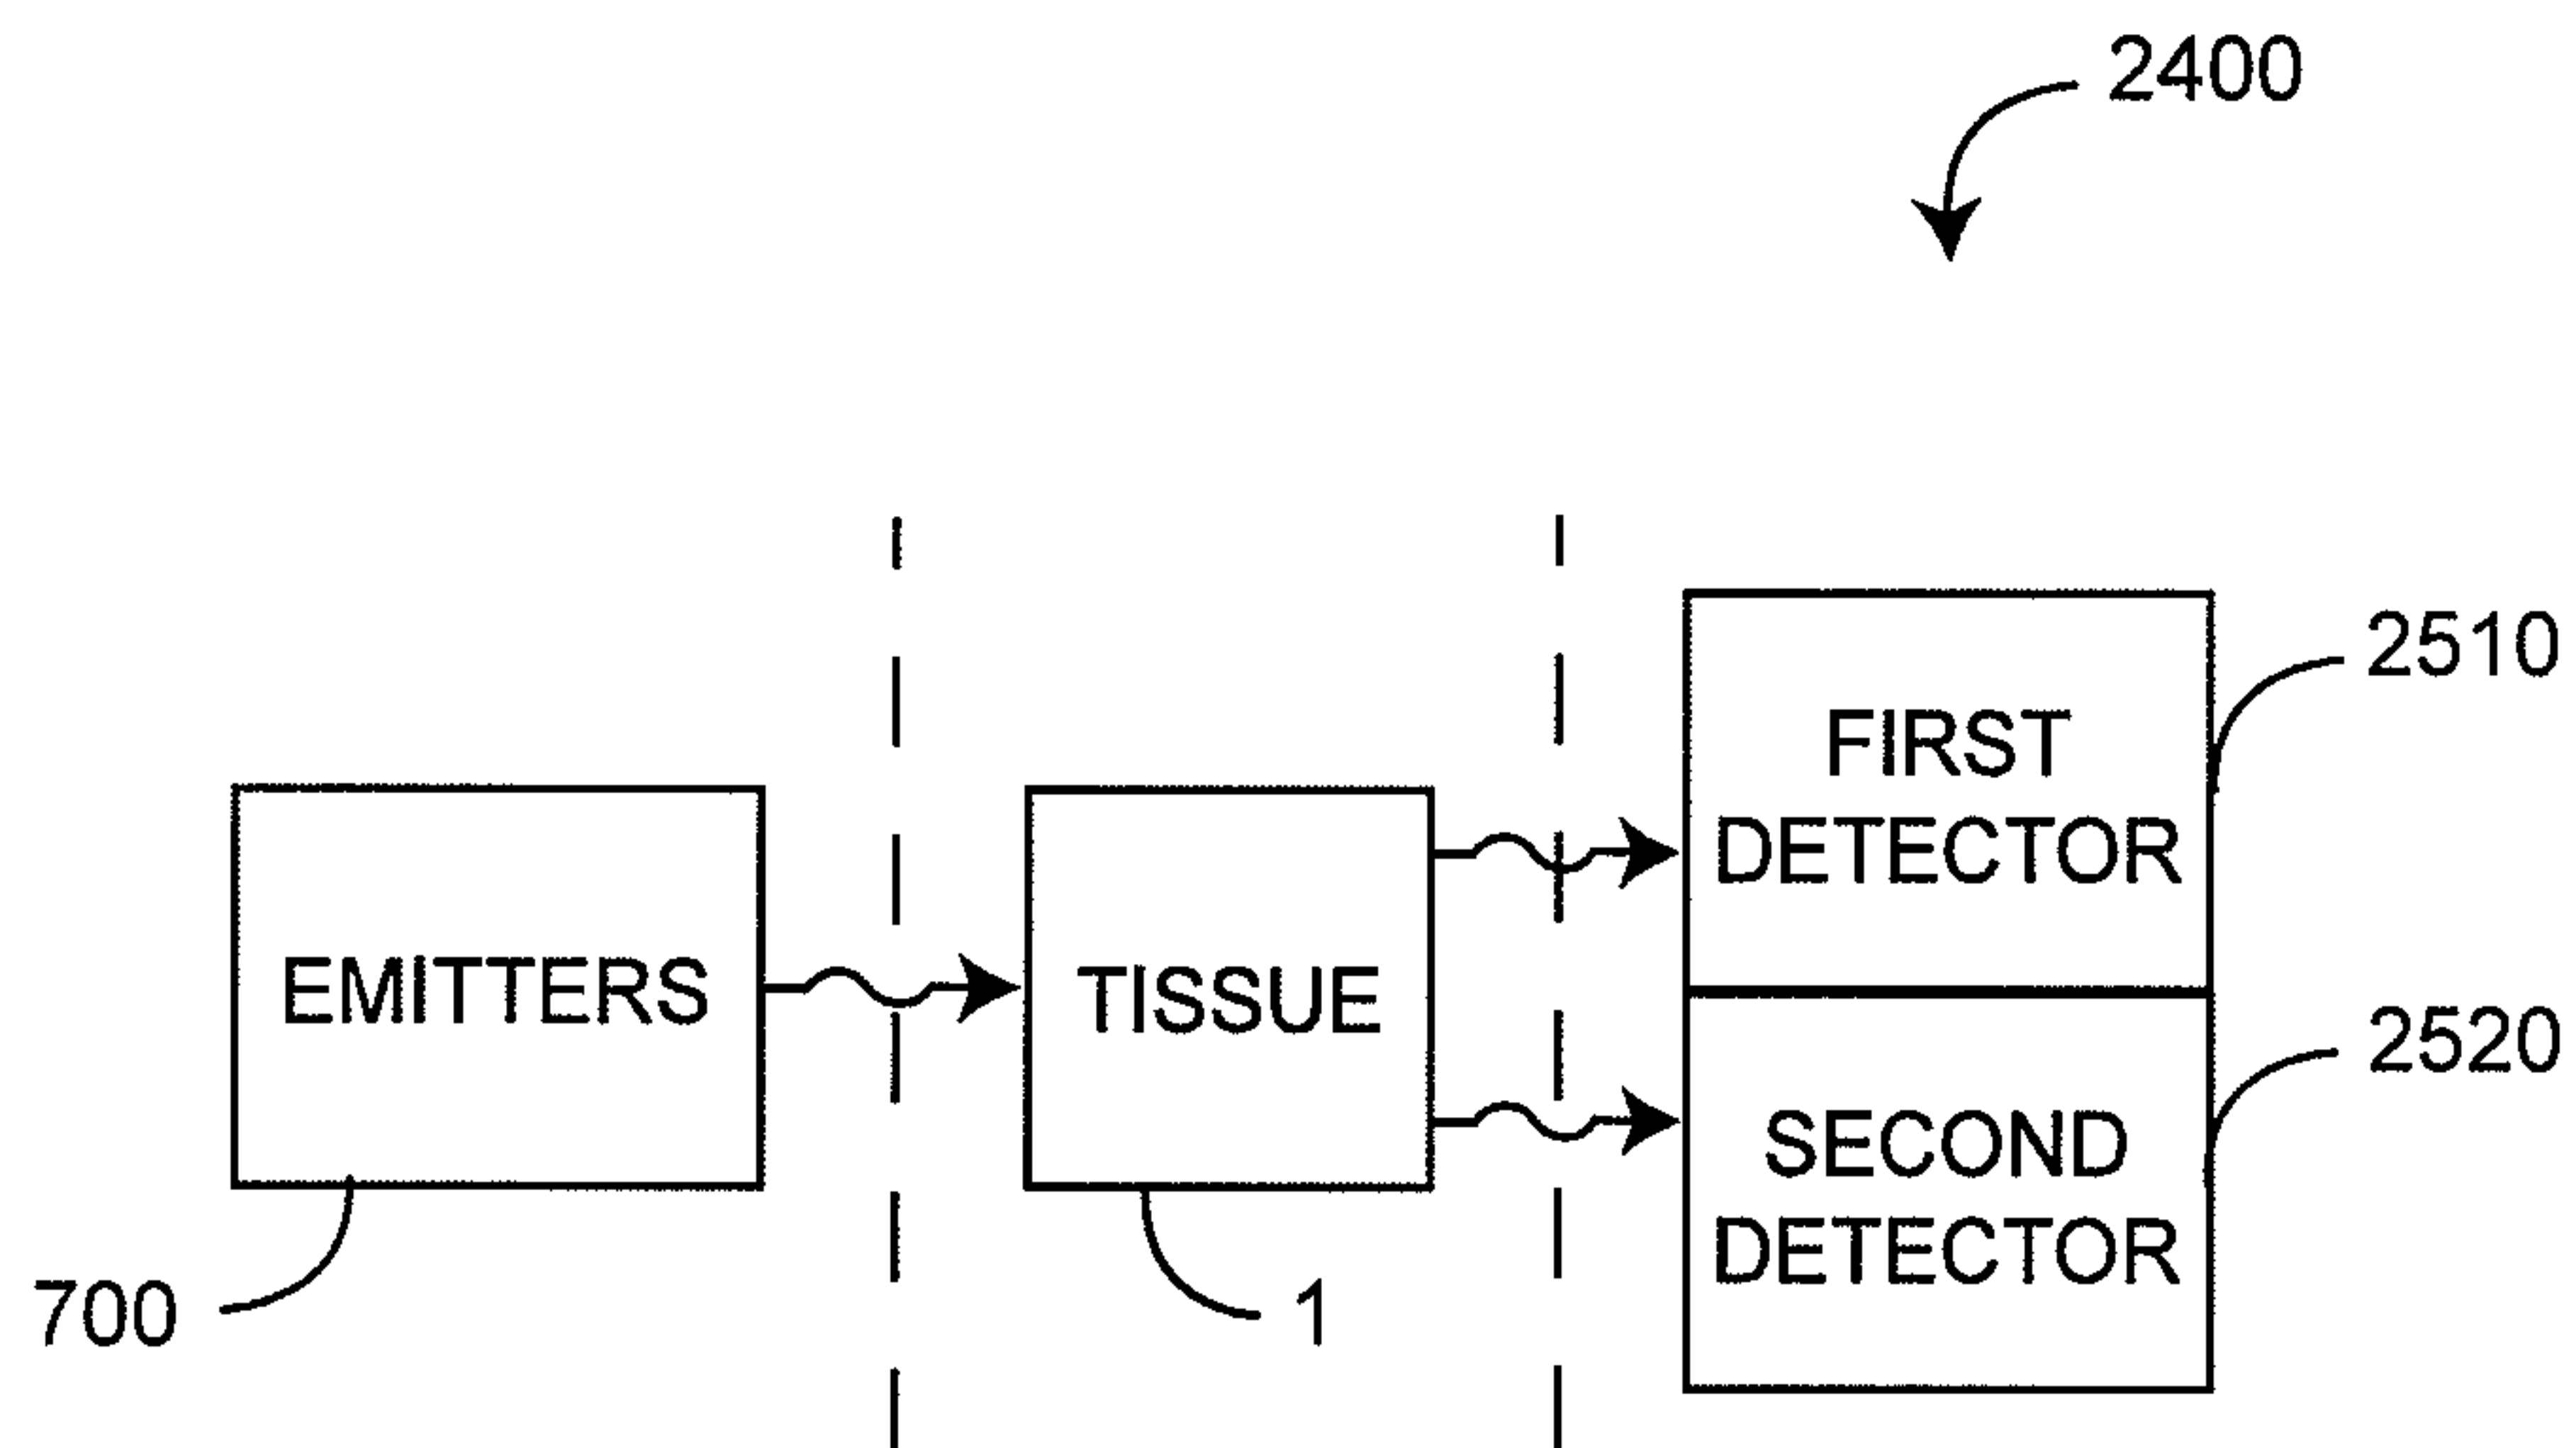 2400
FIRST
DETECTOR
2510
EMITTERS
TISSUE
SECOND
DETECTOR
2520
700
1